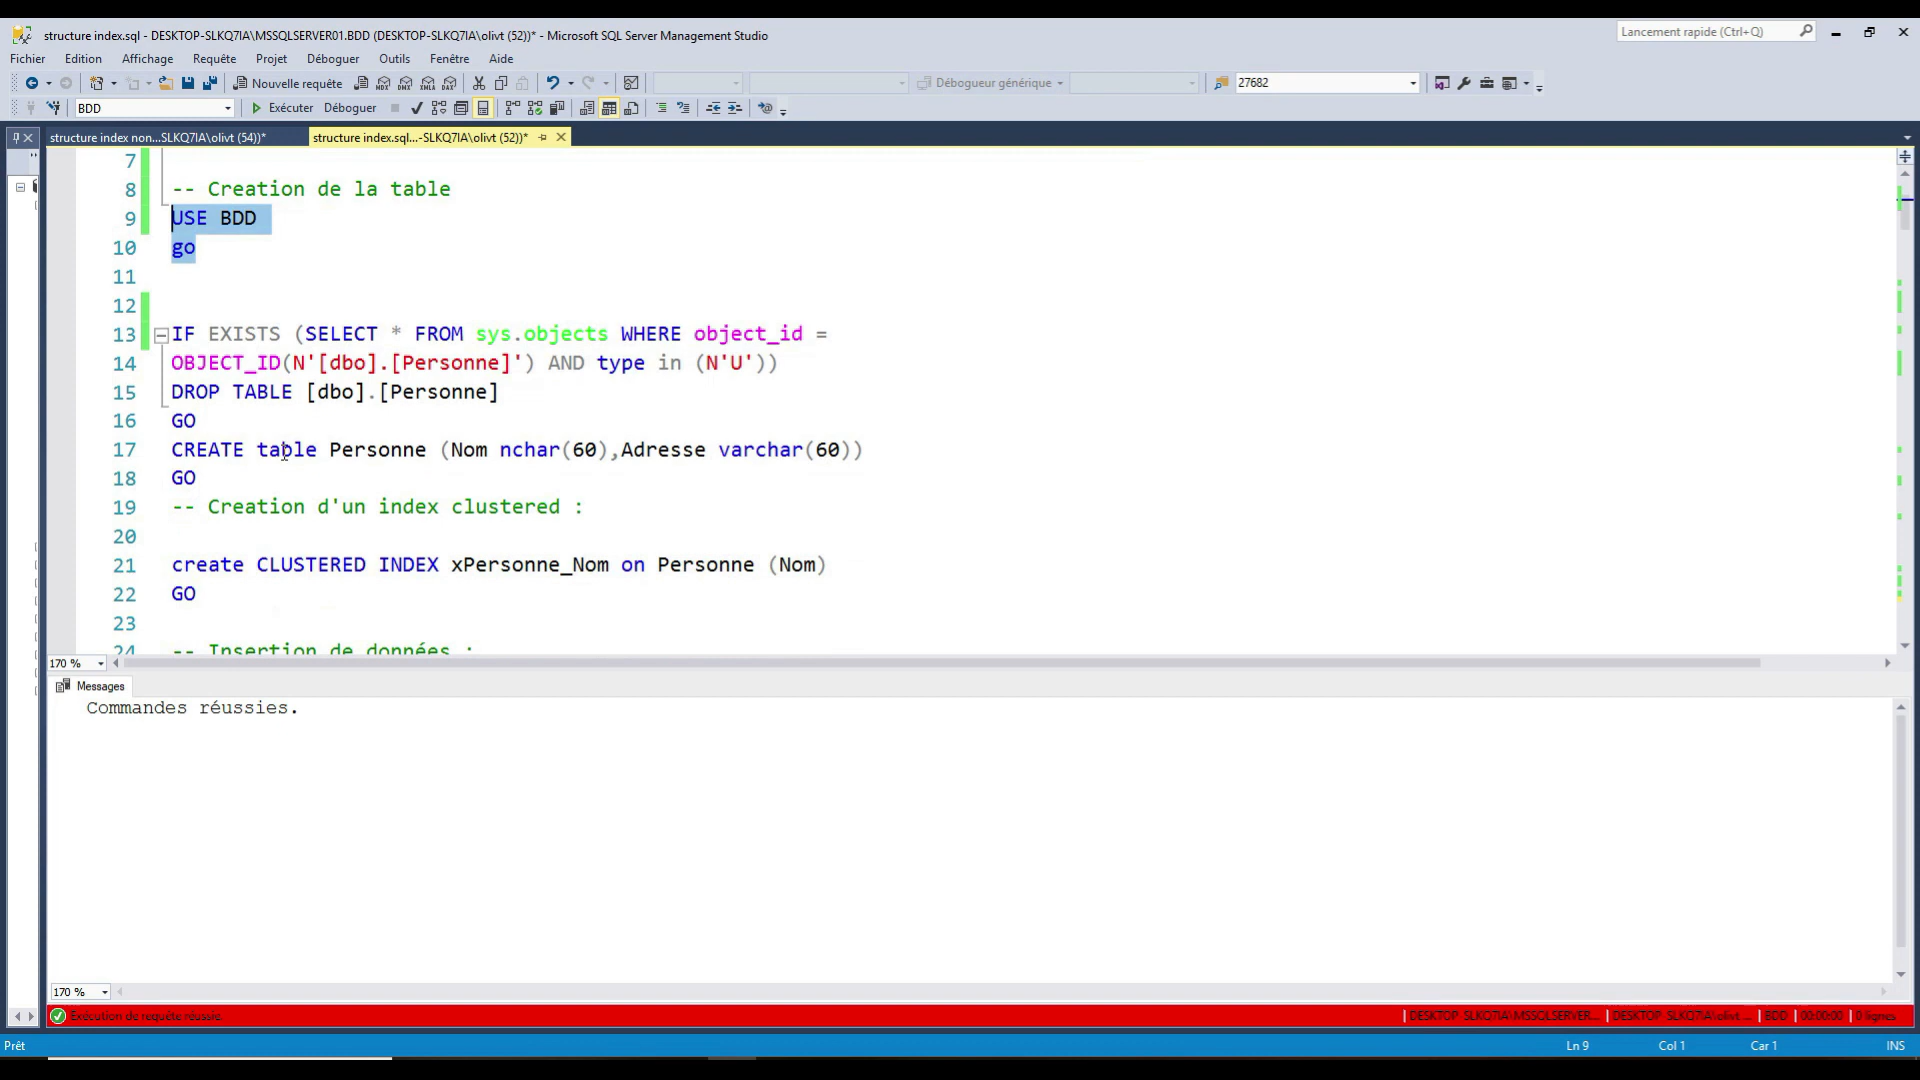 structure index.sql - DESKTOP-SLKQ7IA\MSSQLSERVER01.BDD (DESKTOP-SLKQ7IA\olivt (52))* - Microsoft SQL Server Management Studio
Lancement rapide (Ctrl+Q)
Fichier Edition Affichage Requête Projet Déboguer Outils Fenêtre Aide
Nouvelle requête MDX DMX XMLA DAX Débogueur générique 27682
BDD Exécuter Déboguer
structure index non...SLKQ7IA\olivt (54))* structure index.sql...-SLKQ7IA\olivt (52))*
7
8 -- Creation de la table
9 USE BDD
10 go
11
12
13 IF EXISTS (SELECT * FROM sys.objects WHERE object_id =
14 OBJECT_ID(N'[dbo].[Personne]') AND type in (N'U'))
15 DROP TABLE [dbo].[Personne]
16 GO
17 CREATE table Personne (Nom nchar(60),Adresse varchar(60))
18 GO
19 -- Creation d'un index clustered :
20
21 create CLUSTERED INDEX xPersonne_Nom on Personne (Nom)
22 GO
23
24 -- Insertion de données :
170 %
Messages
Commandes réussies.
170 %
Exécution de requête réussie. DESKTOP-SLKQ7IA\MSSQLSERVER... DESKTOP-SLKQ7IA\olivt ... BDD 00:00:00 0 lignes
Prêt Ln 9 Col 1 Car 1 INS